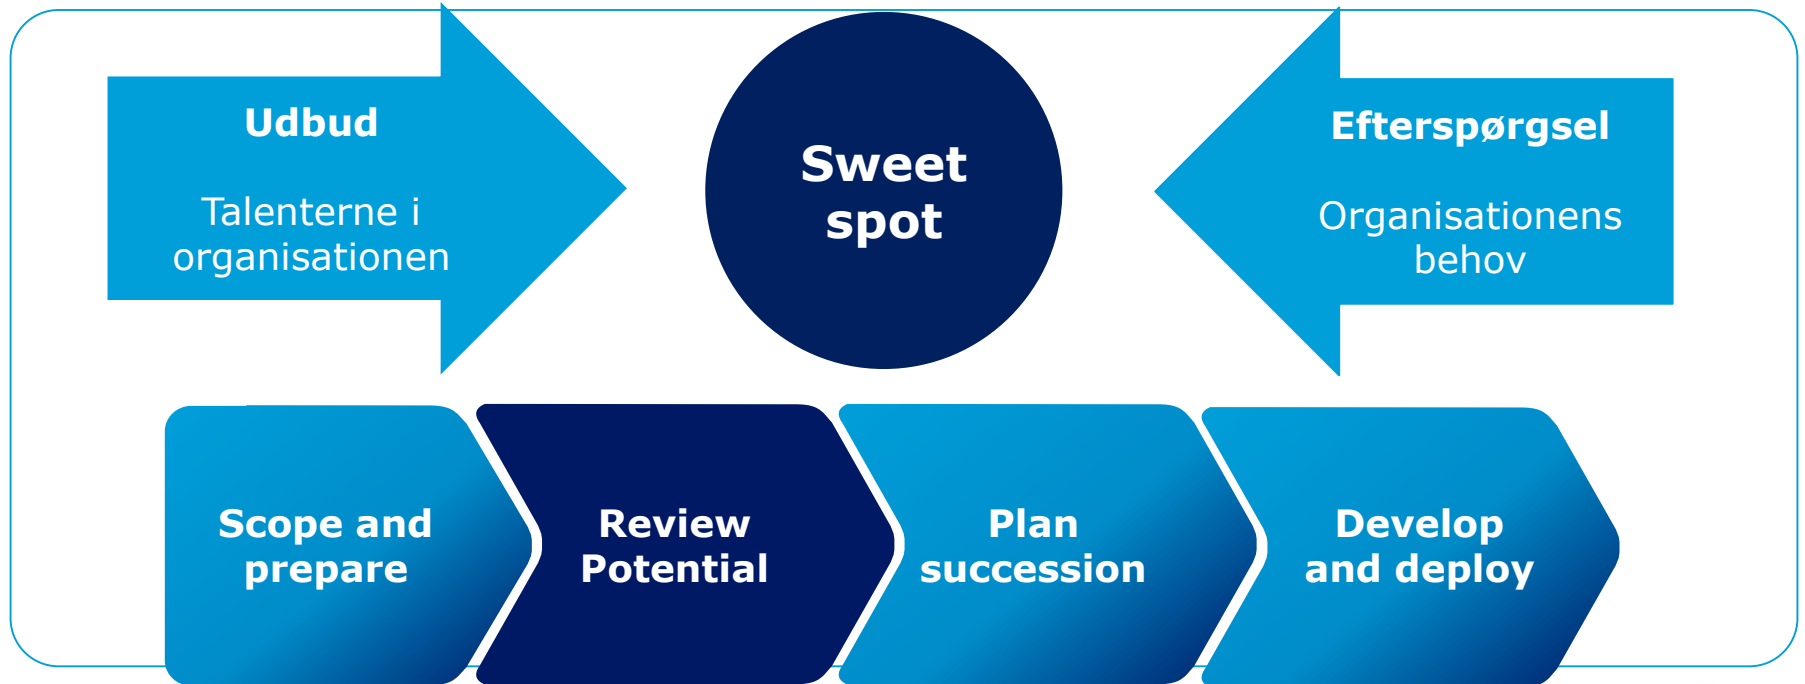 Udbud
Talenterne i
organisationen
Sweet
spot
Efterspørgsel
Organisationens
behov
Scope and
prepare
Review
Potential
Plan
succession
Develop
and deploy